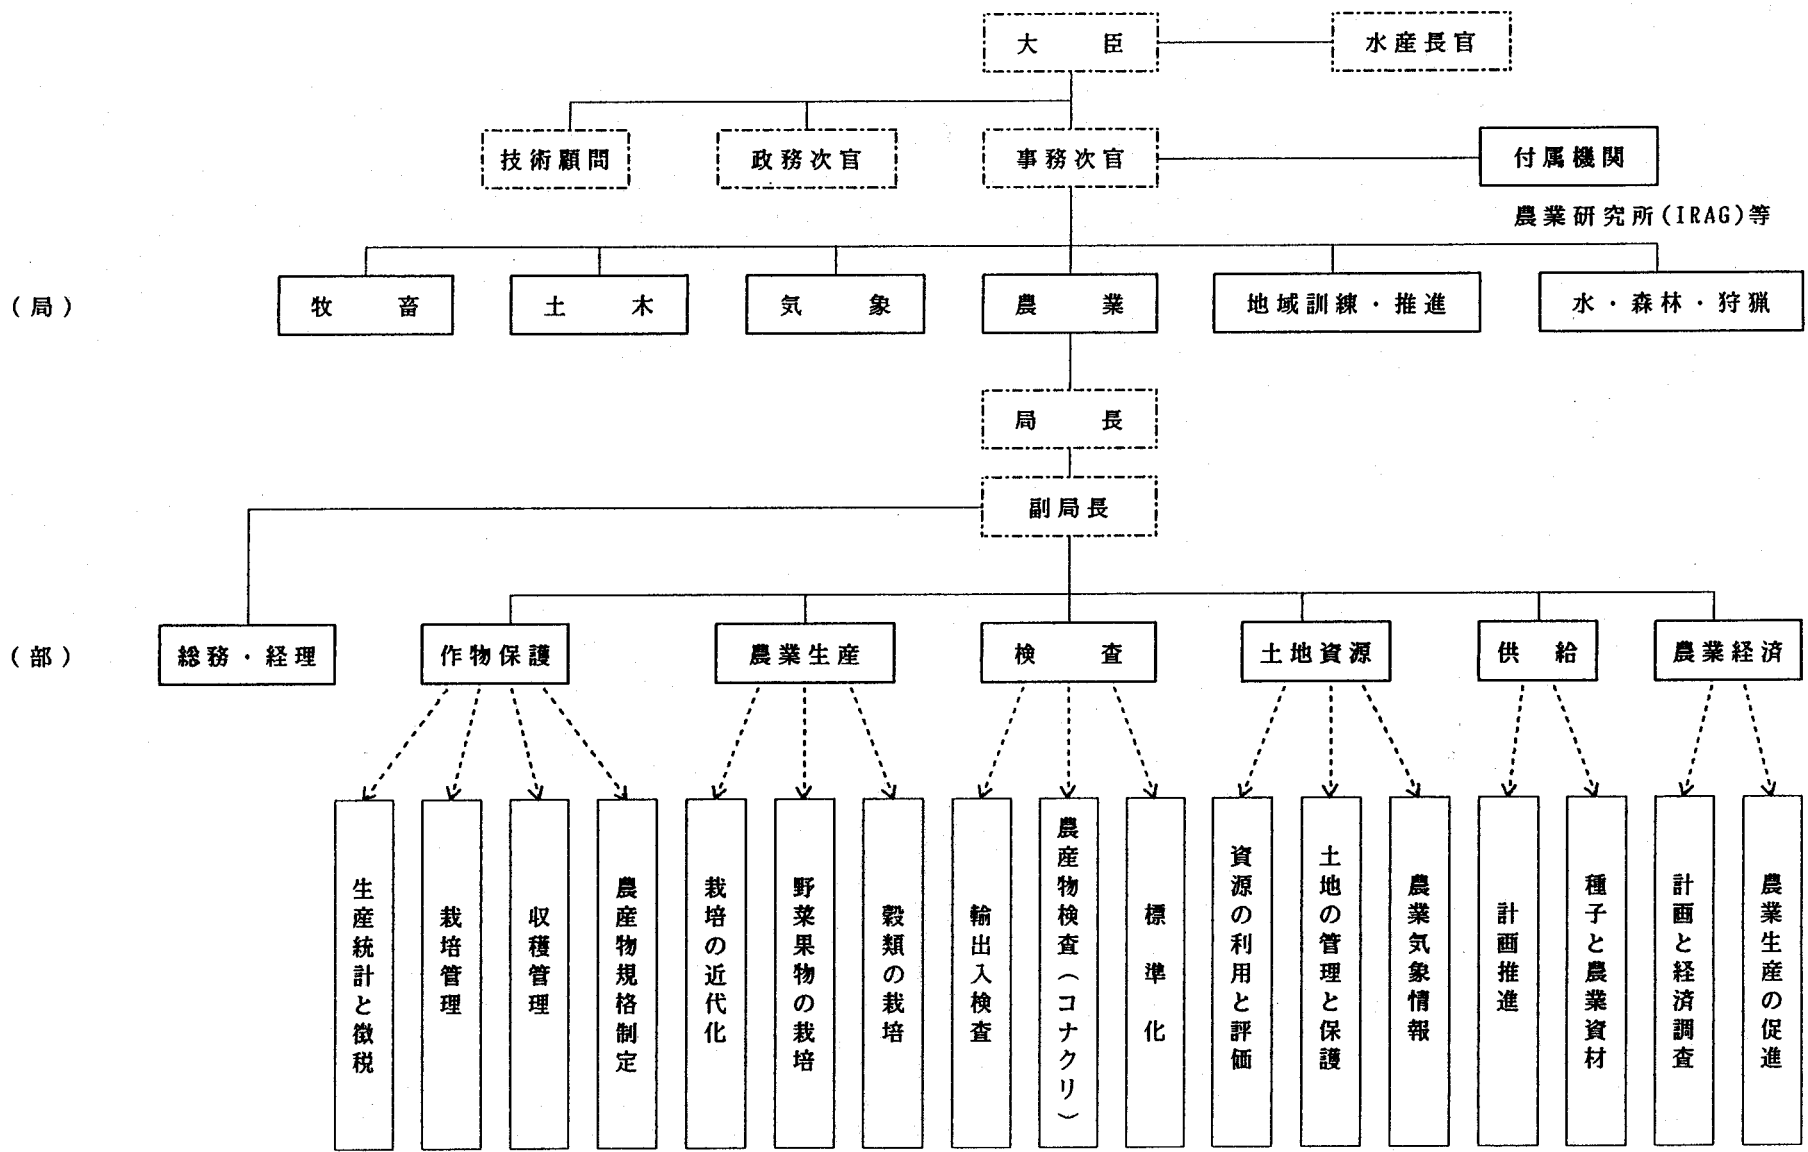 大　臣
水産長官
技術顧問
政務次官
事務次官
付属機関
農業研究所(IRAG)等
(局)
牧　畜
土　木
気　象
農　業
地域訓練・推進
水・森林・狩猟
局　長
副局長
(部)
総務・経理
作物保護
農業生産
検　査
土地資源
供　給
農業経済
生産統計と徴税
栽培管理
収穫管理
農産物規格制定
栽培の近代化
野菜果物の栽培
穀類の栽培
輸出入検査
農産物検査(コナクリ)
標準化
資源の利用と評価
土地の管理と保護
農業気象情報
計画推進
種子と農業資材
計画と経済調査
農業生産の促進